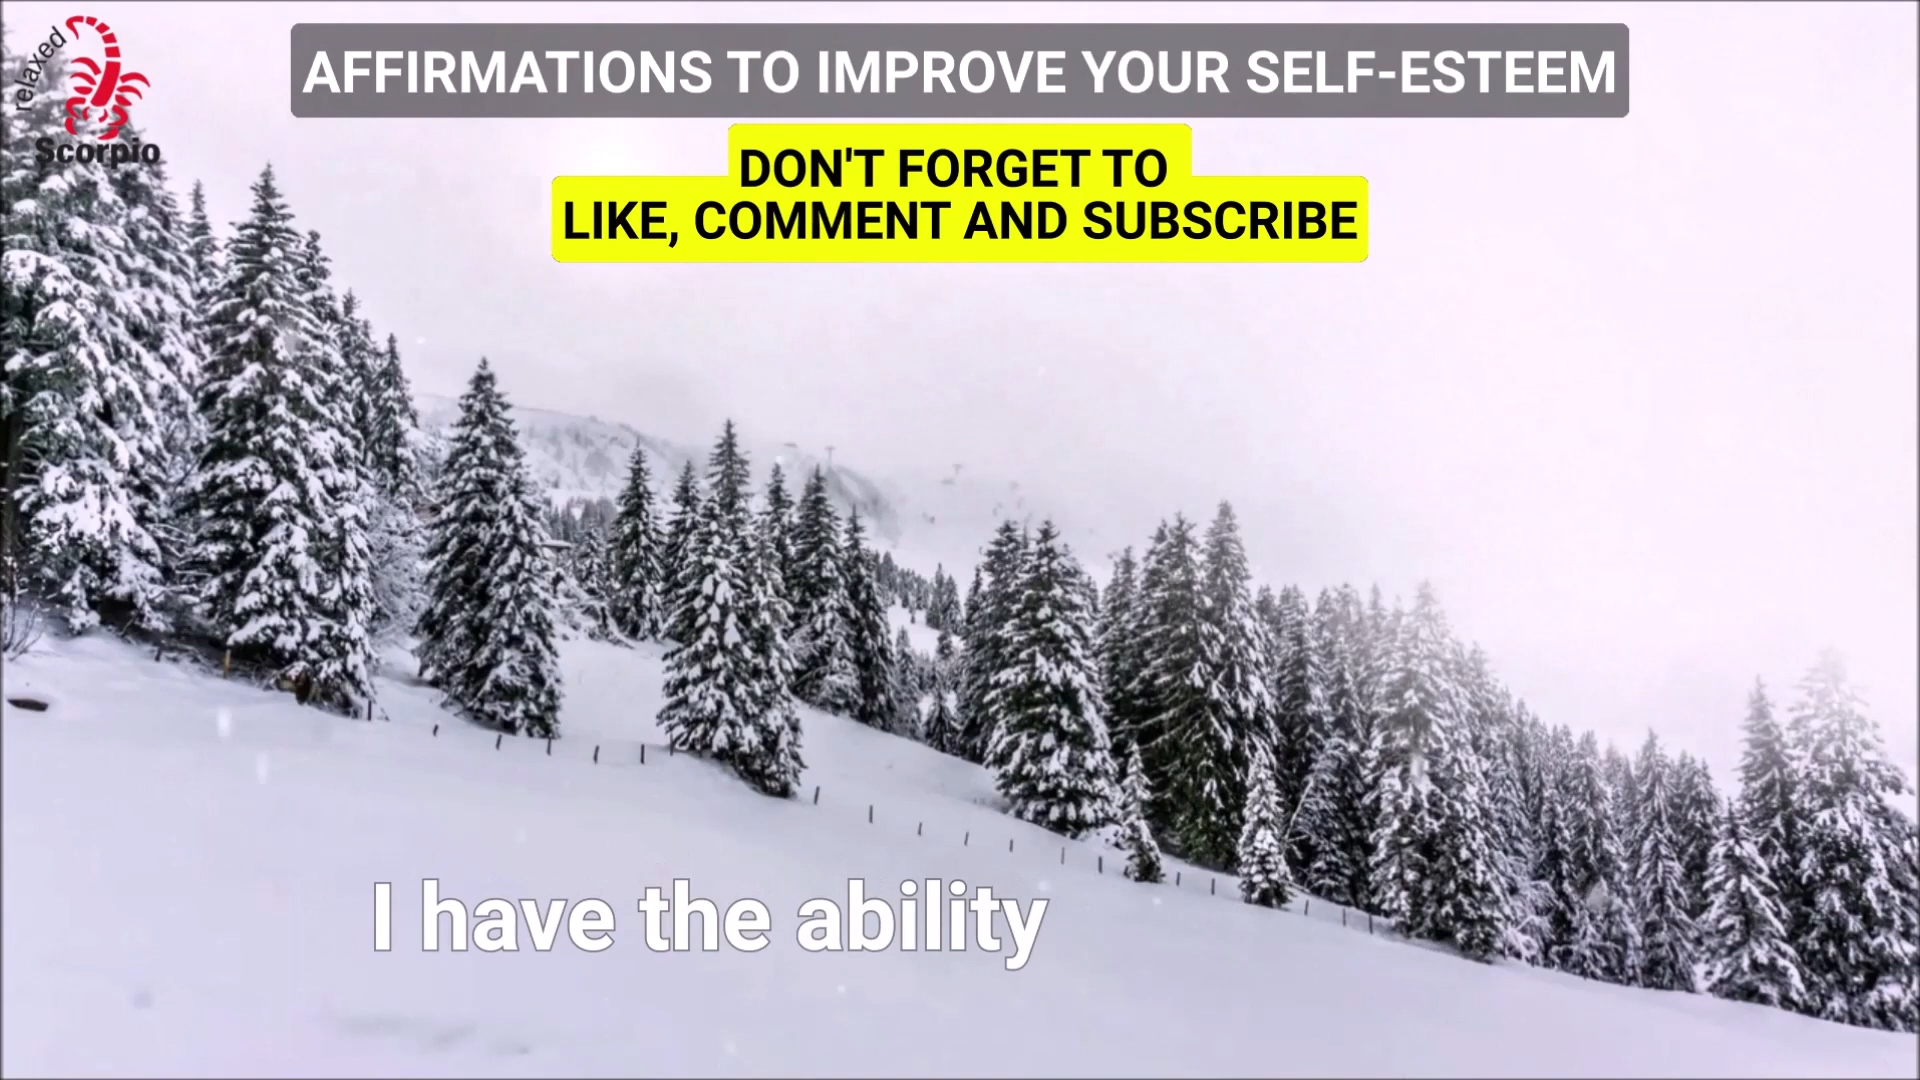 relaxed
Scorpio
AFFIRMATIONS TO IMPROVE YOUR SELF-ESTEEM
DON'T FORGET TO
LIKE, COMMENT AND SUBSCRIBE
I have the ability